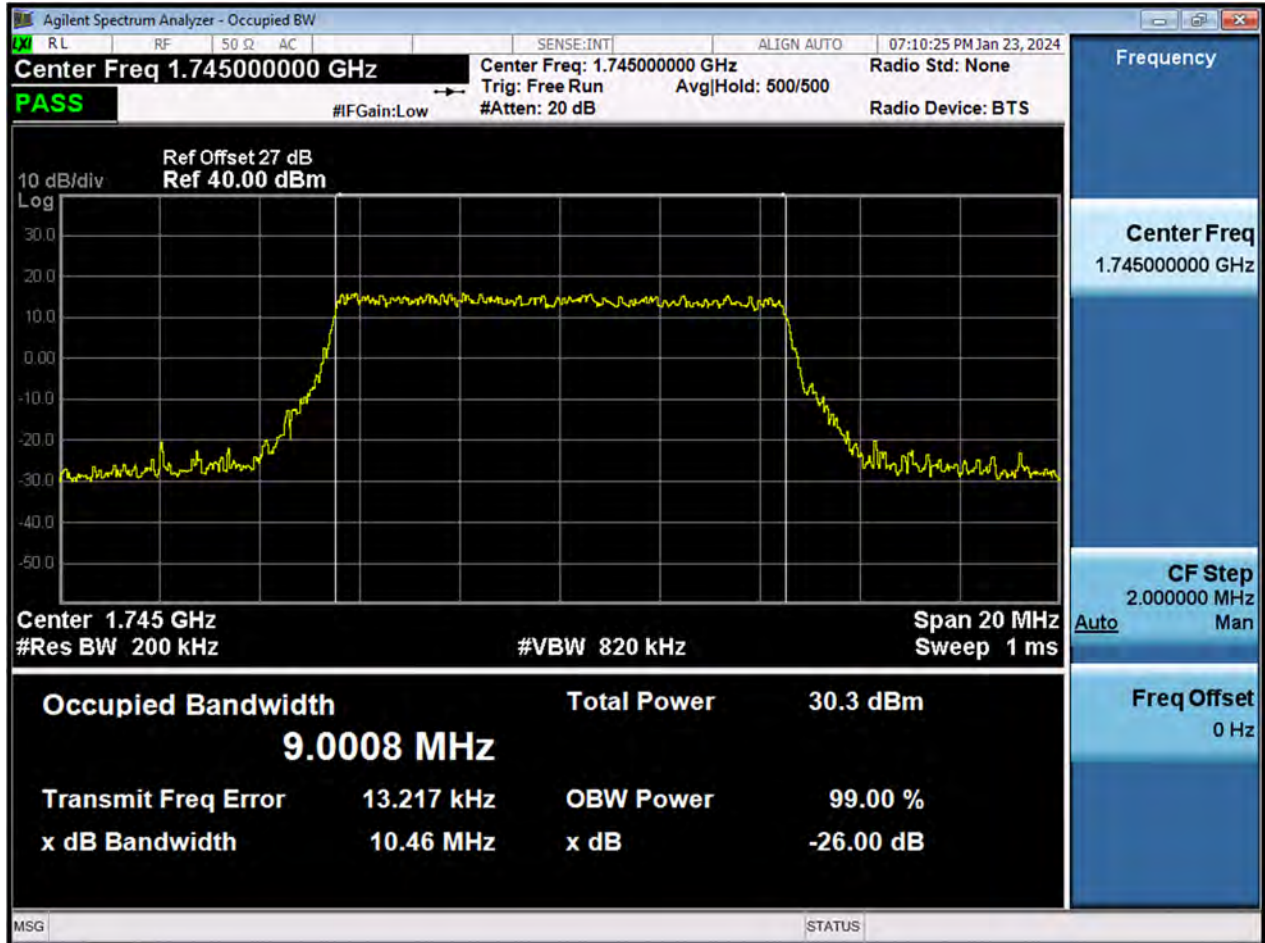 Agilent Spectrum Analyzer - Occupied BW
LXI RL RF 50 Ω AC SENSE:INT ALIGN AUTO 07:10:25 PM Jan 23, 2024
Center Freq 1.745000000 GHz
Center Freq: 1.745000000 GHz Radio Std: None
Trig: Free Run Avg|Hold: 500/500
PASS
#IFGain:Low #Atten: 20 dB Radio Device: BTS
Ref Offset 27 dB
10 dB/div Ref 40.00 dBm
Log
30.0
20.0
10.0
0.00
-10.0
-20.0
-30.0
-40.0
-50.0
Center 1.745 GHz Span 20 MHz
#Res BW 200 kHz #VBW 820 kHz Sweep 1 ms
Occupied Bandwidth Total Power 30.3 dBm
9.0008 MHz
Transmit Freq Error 13.217 kHz OBW Power 99.00 %
x dB Bandwidth 10.46 MHz x dB -26.00 dB
MSG STATUS
Frequency
Center Freq
1.745000000 GHz
CF Step
2.000000 MHz
Auto Man
Freq Offset
0 Hz